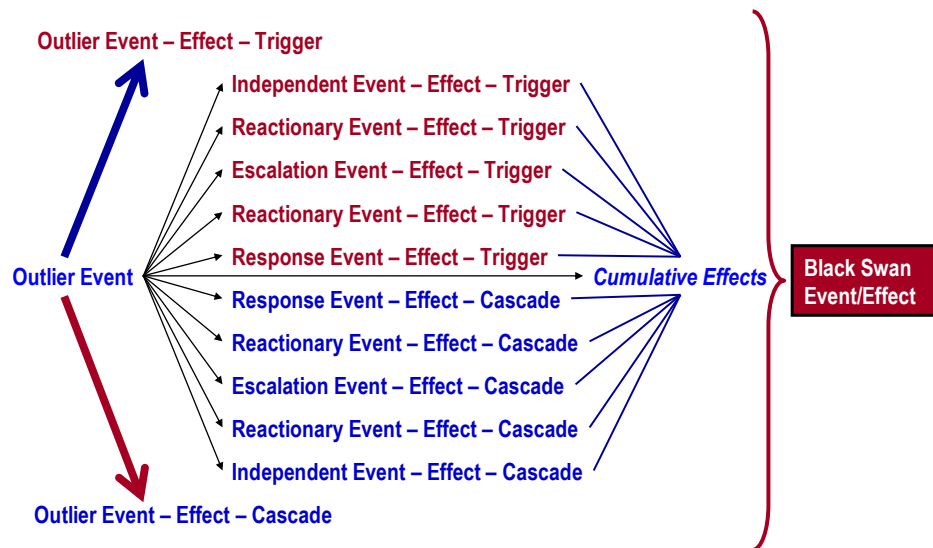 Outlier Event – Effect – Trigger
Independent Event – Effect – Trigger
Reactionary Event – Effect – Trigger
Escalation Event – Effect – Trigger
Reactionary Event – Effect – Trigger
Response Event – Effect – Trigger
Outlier Event
Cumulative Effects
Black Swan
Event/Effect
Response Event – Effect – Cascade
Reactionary Event – Effect – Cascade
Escalation Event – Effect – Cascade
Reactionary Event – Effect – Cascade
Independent Event – Effect – Cascade
Outlier Event – Effect – Cascade